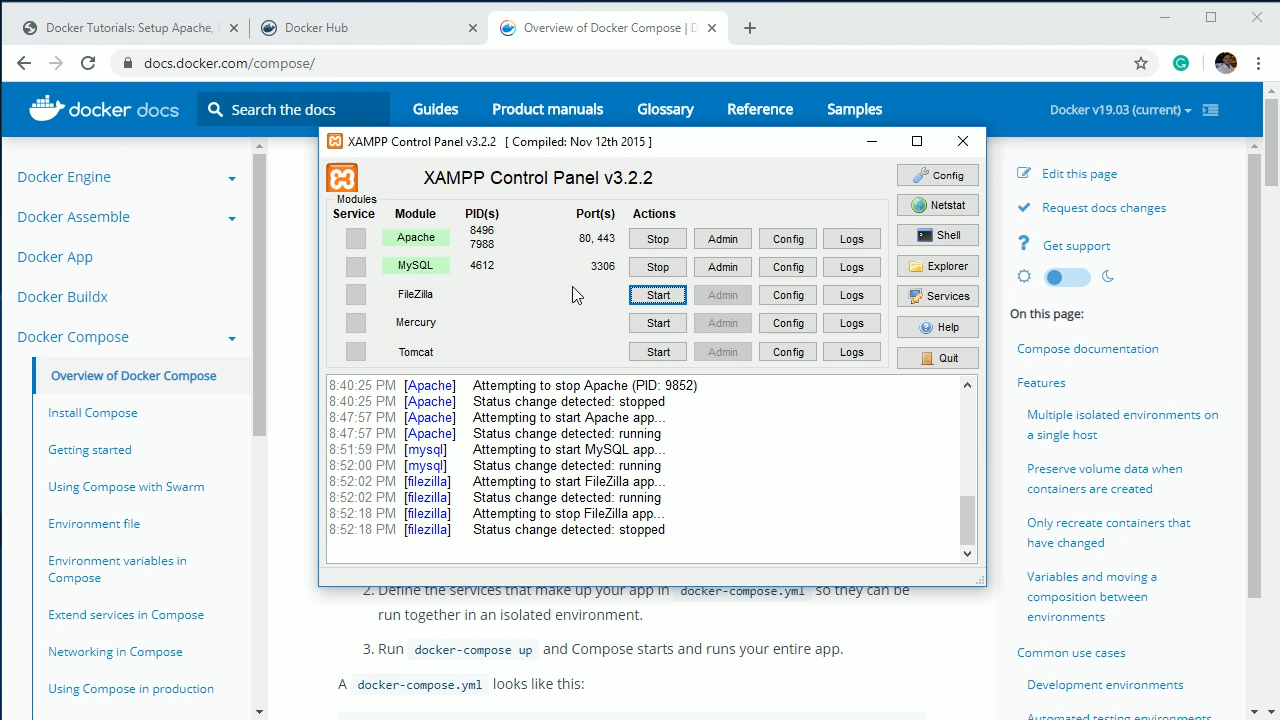 Docker Tutorials: Setup Apache,
Docker Hub
Overview of Docker Compose | D
docs.docker.com/compose/
docker docs
Search the docs
Guides
Product manuals
Glossary
Reference
Samples
Docker v19.03 (current)
Docker Engine
Docker Assemble
Docker App
Docker Buildx
Docker Compose
Overview of Docker Compose
Install Compose
Getting started
Using Compose with Swarm
Environment file
Environment variables in
Compose
Extend services in Compose
Networking in Compose
Using Compose in production
XAMPP Control Panel v3.2.2 [ Compiled: Nov 12th 2015 ]
XAMPP Control Panel v3.2.2
Modules
Service Module PID(s) Port(s) Actions
Apache 8496 7988 80, 443 Stop Admin Config Logs
MySQL 4612 3306 Stop Admin Config Logs
FileZilla Start Admin Config Logs
Mercury Start Admin Config Logs
Tomcat Start Admin Config Logs
Config
Netstat
Shell
Explorer
Services
Help
Quit
8:40:25 PM [Apache] Attempting to stop Apache (PID: 9852)
8:40:25 PM [Apache] Status change detected: stopped
8:47:57 PM [Apache] Attempting to start Apache app...
8:47:57 PM [Apache] Status change detected: running
8:51:59 PM [mysql] Attempting to start MySQL app...
8:52:00 PM [mysql] Status change detected: running
8:52:02 PM [filezilla] Attempting to start FileZilla app...
8:52:02 PM [filezilla] Status change detected: running
8:52:18 PM [filezilla] Attempting to stop FileZilla app...
8:52:18 PM [filezilla] Status change detected: stopped
2. Define the services that make up your app in docker-compose.yml so they can be
run together in an isolated environment.
3. Run docker-compose up and Compose starts and runs your entire app.
A docker-compose.yml looks like this:
Edit this page
Request docs changes
Get support
On this page:
Compose documentation
Features
Multiple isolated environments on
a single host
Preserve volume data when
containers are created
Only recreate containers that
have changed
Variables and moving a
composition between
environments
Common use cases
Development environments
Automated testing environments